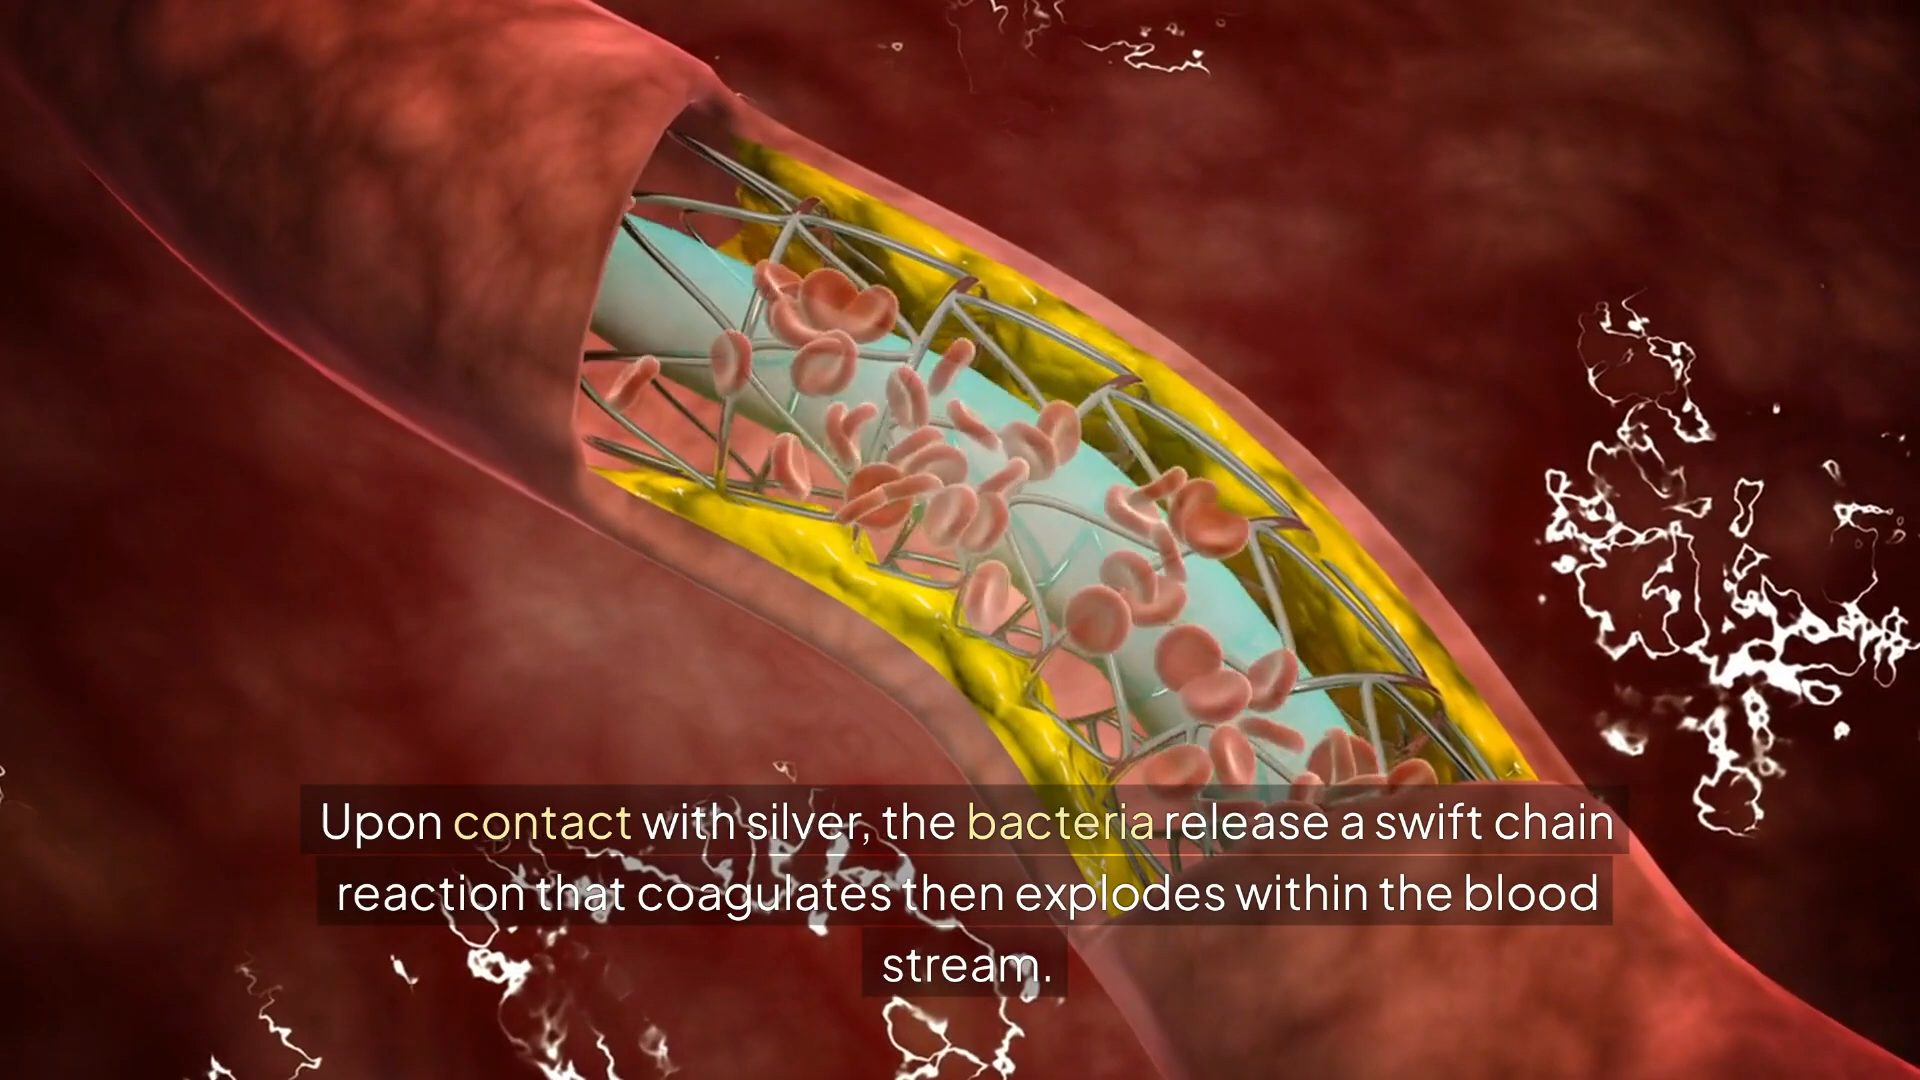 Upon contact with silver, the bacteria release a swift chain
reaction that coagulates then explodes within the blood
stream.